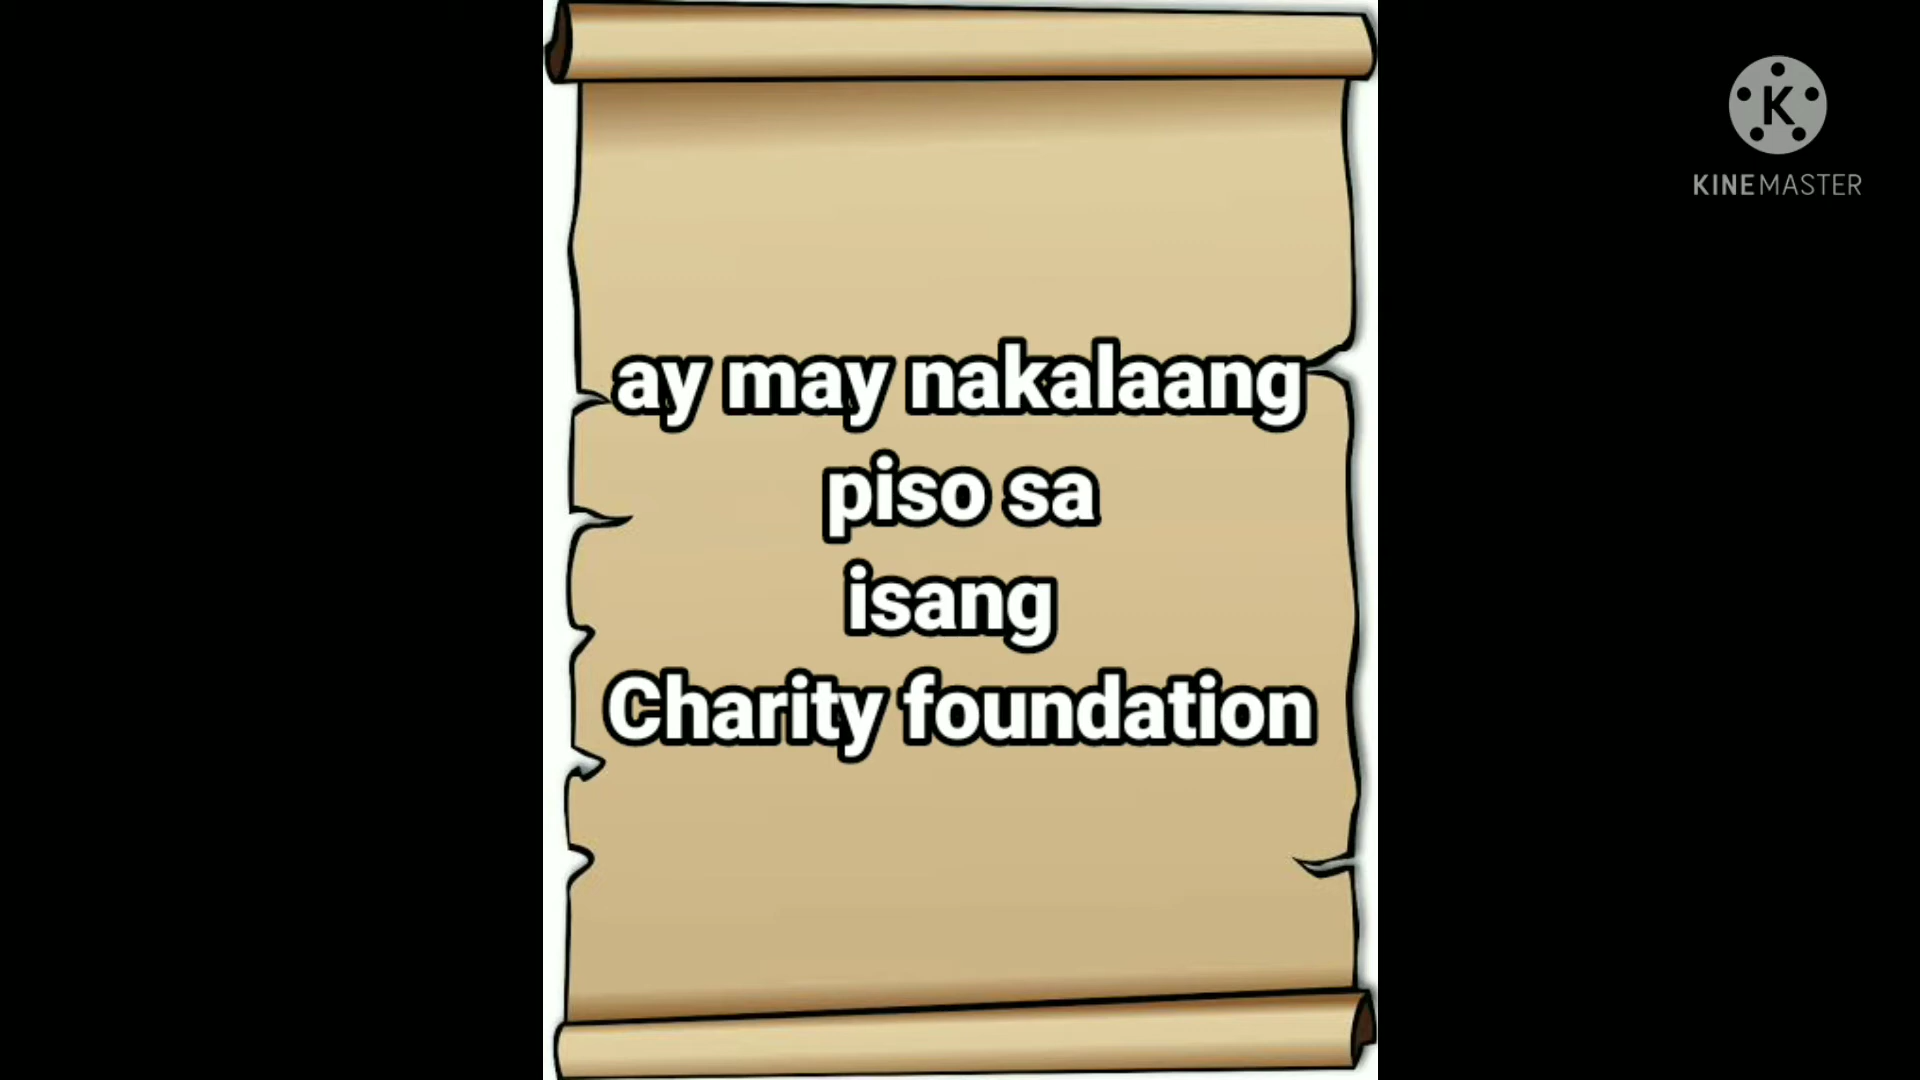 ay may nakalaang
piso sa
isang
Charity foundation
K
KINEMASTER